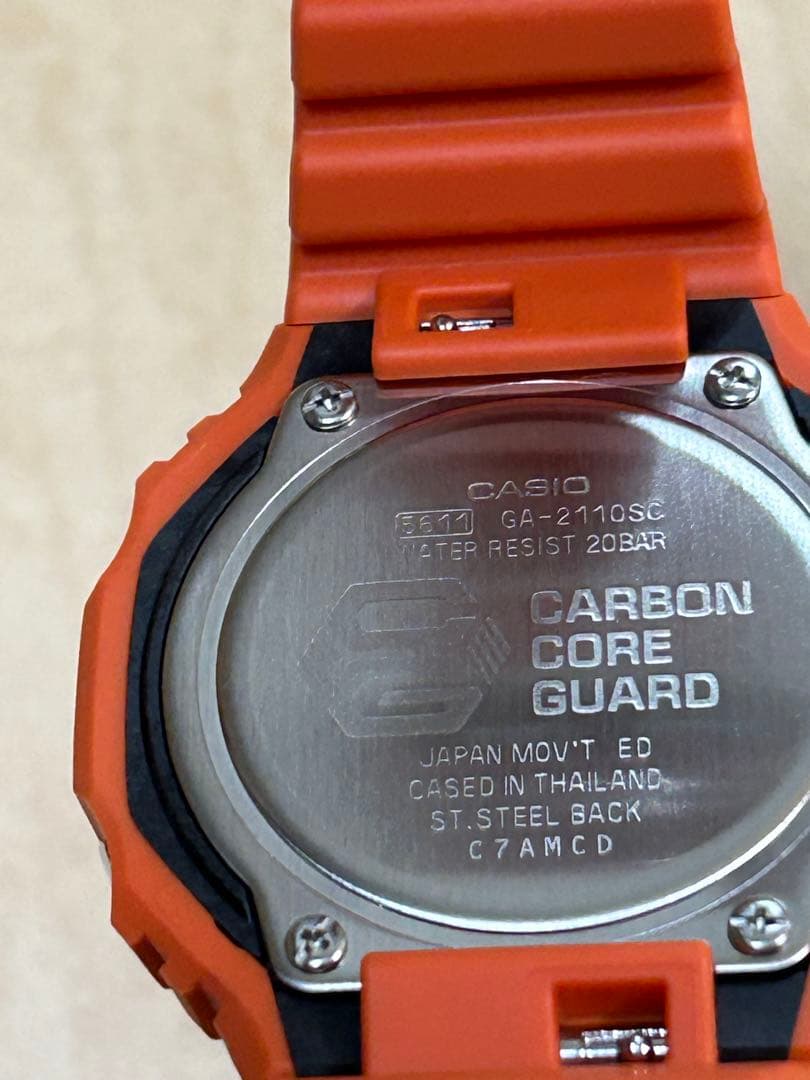 CASIO
5611 GA-2110SC
WATER RESIST 20BAR
CARBON
CORE
GUARD
JAPAN MOV'T ED
CASED IN THAILAND
ST.STEEL BACK
C7AMCD